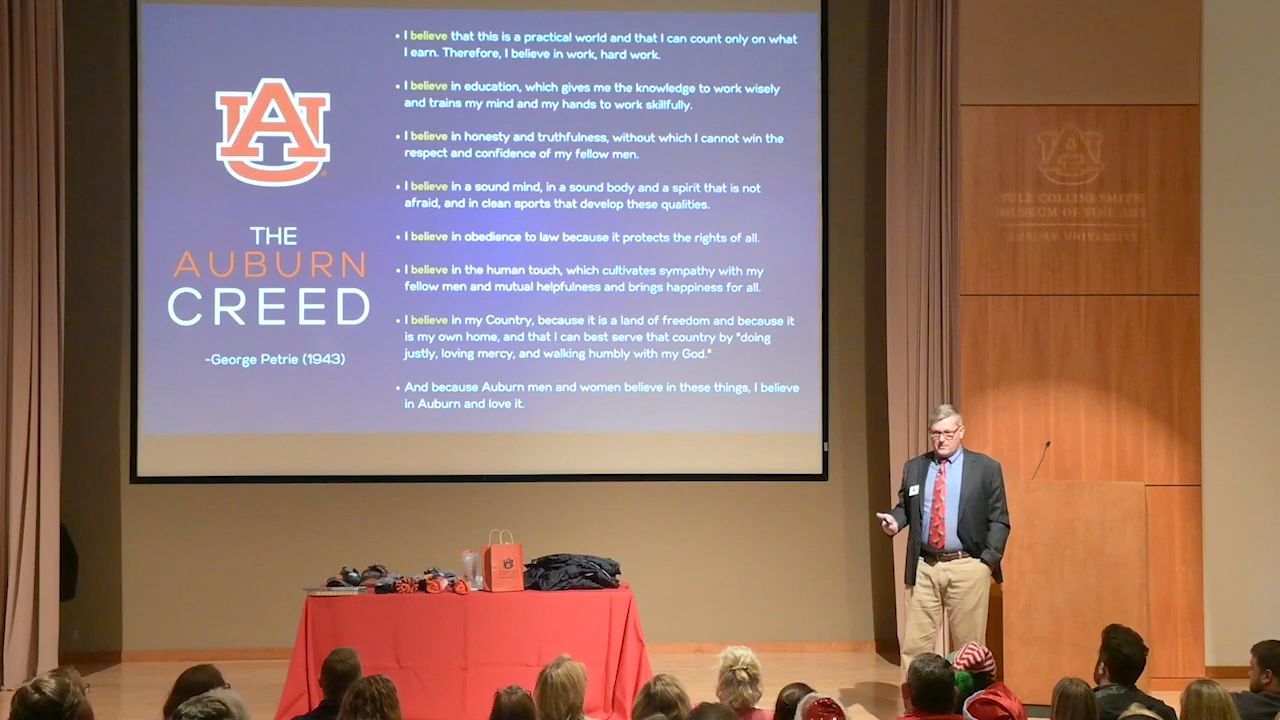 AU
THE
AUBURN
CREED
-George Petrie (1943)
• I believe that this is a practical world and that I can count only on what
I earn. Therefore, I believe in work, hard work.
• I believe in education, which gives me the knowledge to work wisely
and trains my mind and my hands to work skillfully.
• I believe in honesty and truthfulness, without which I cannot win the
respect and confidence of my fellow men.
• I believe in a sound mind, in a sound body and a spirit that is not
afraid, and in clean sports that develop these qualities.
• I believe in obedience to law because it protects the rights of all.
• I believe in the human touch, which cultivates sympathy with my
fellow men and mutual helpfulness and brings happiness for all.
• I believe in my Country, because it is a land of freedom and because it
is my own home, and that I can best serve that country by "doing
justly, loving mercy, and walking humbly with my God."
• And because Auburn men and women believe in these things, I believe
in Auburn and love it.
AU
JULE COLLINS SMITH
MUSEUM OF FINE ART
AUBURN UNIVERSITY